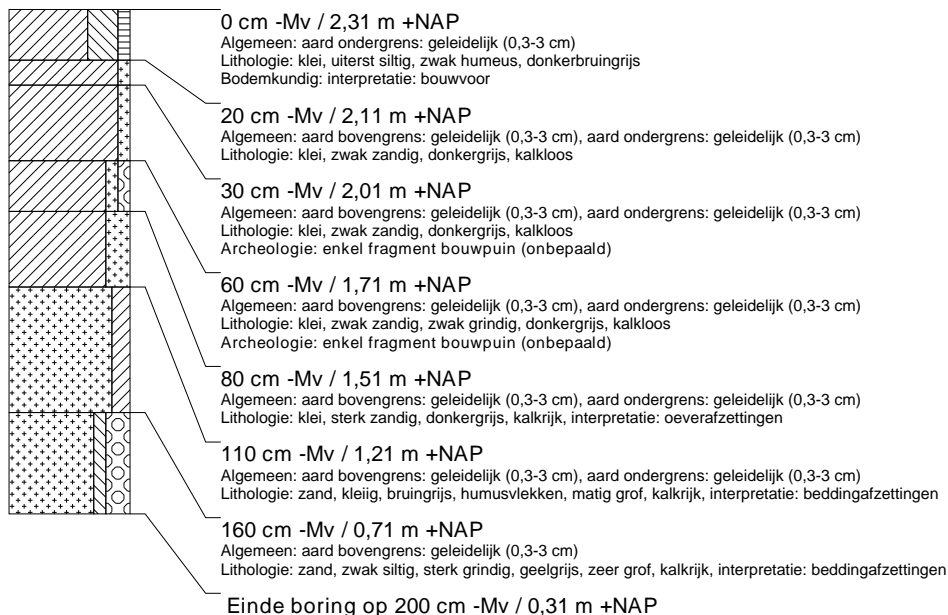 0 cm -Mv / 2,31 m +NAP
Algemeen: aard ondergrens: geleidelijk (0,3-3 cm)
Lithologie: klei, uiterst siltig, zwak humeus, donkerbruingrijs
Bodemkundig: interpretatie: bouwvoor
20 cm -Mv / 2,11 m +NAP
Algemeen: aard bovengrens: geleidelijk (0,3-3 cm), aard ondergrens: geleidelijk (0,3-3 cm)
Lithologie: klei, zwak zandig, donkergrijs, kalkloos
30 cm -Mv / 2,01 m +NAP
Algemeen: aard bovengrens: geleidelijk (0,3-3 cm), aard ondergrens: geleidelijk (0,3-3 cm)
Lithologie: klei, zwak zandig, donkergrijs, kalkloos
Archeologie: enkel fragment bouwpuin (onbepaald)
60 cm -Mv / 1,71 m +NAP
Algemeen: aard bovengrens: geleidelijk (0,3-3 cm), aard ondergrens: geleidelijk (0,3-3 cm)
Lithologie: klei, zwak zandig, zwak grindig, donkergrijs, kalkloos
Archeologie: enkel fragment bouwpuin (onbepaald)
80 cm -Mv / 1,51 m +NAP
Algemeen: aard bovengrens: geleidelijk (0,3-3 cm), aard ondergrens: geleidelijk (0,3-3 cm)
Lithologie: klei, sterk zandig, donkergrijs, kalkrijk, interpretatie: oeverafzettingen
110 cm -Mv / 1,21 m +NAP
Algemeen: aard bovengrens: geleidelijk (0,3-3 cm), aard ondergrens: geleidelijk (0,3-3 cm)
Lithologie: zand, kleiig, bruingrijs, humusvlekken, matig grof, kalkrijk, interpretatie: beddingafzettingen
160 cm -Mv / 0,71 m +NAP
Algemeen: aard bovengrens: geleidelijk (0,3-3 cm)
Lithologie: zand, zwak siltig, sterk grindig, geelgrijs, zeer grof, kalkrijk, interpretatie: beddingafzettingen
Einde boring op 200 cm -Mv / 0,31 m +NAP